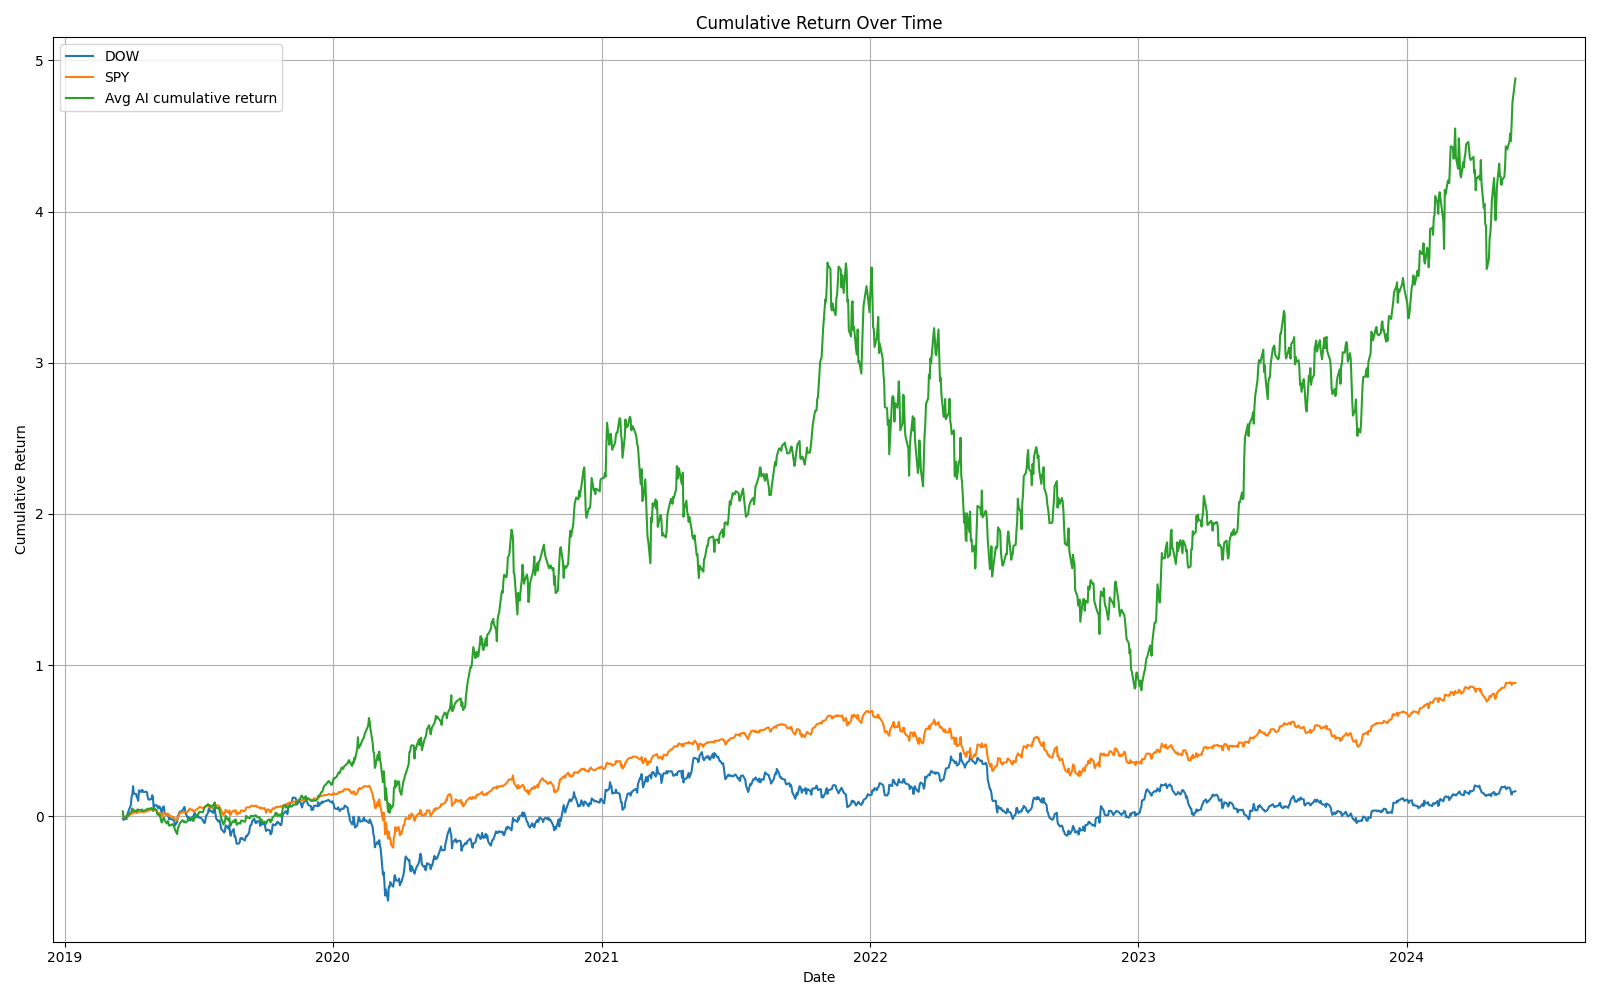 Cumulative Return Over Time
DOW
SPY
Avg AI cumulative return
Cumulative Return
5
4
3
2
1
0
2019
2020
2021
2022
2023
2024
Date